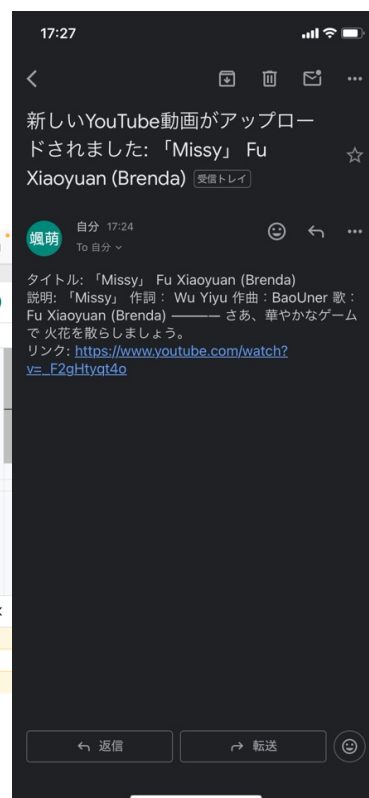 17:27
新しいYouTube動画がアップロー
ドされました: 「Missy」 Fu
Xiaoyuan (Brenda) 受信トレイ
颯萌
自分 17:24
To 自分
タイトル: 「Missy」 Fu Xiaoyuan (Brenda)
説明: 「Missy」 作詞： Wu Yiyu 作曲：BaoUner 歌：
Fu Xiaoyuan (Brenda) ———— さあ、華やかなゲーム
で 火花を散らしましょう。
リンク: https://www.youtube.com/watch?
v=_F2gHtyqt4o
返信
転送